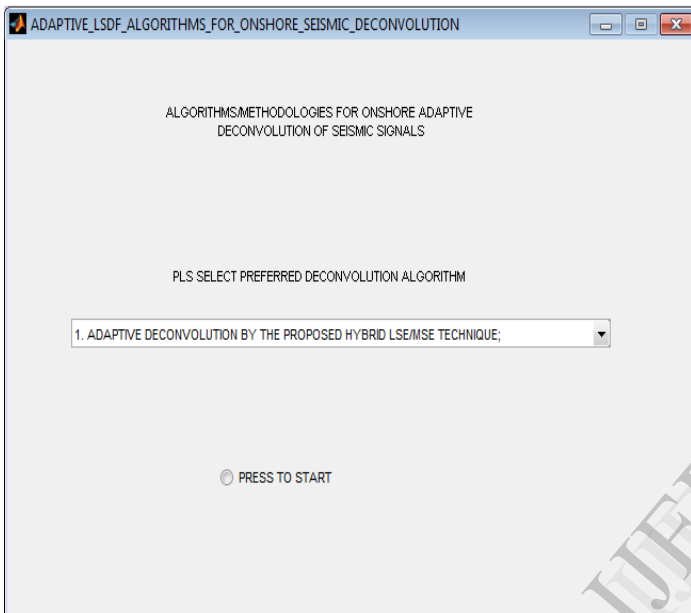 ADAPTIVE_LSDF_ALGORITHMS_FOR_ONSHORE_SEISMIC_DECONVOLUTION
ALGORITHMS/METHODOLOGIES FOR ONSHORE ADAPTIVE
DECONVOLUTION OF SEISMIC SIGNALS
PLS SELECT PREFERRED DECONVOLUTION ALGORITHM
1. ADAPTIVE DECONVOLUTION BY THE PROPOSED HYBRID LSE/MSE TECHNIQUE;
PRESS TO START